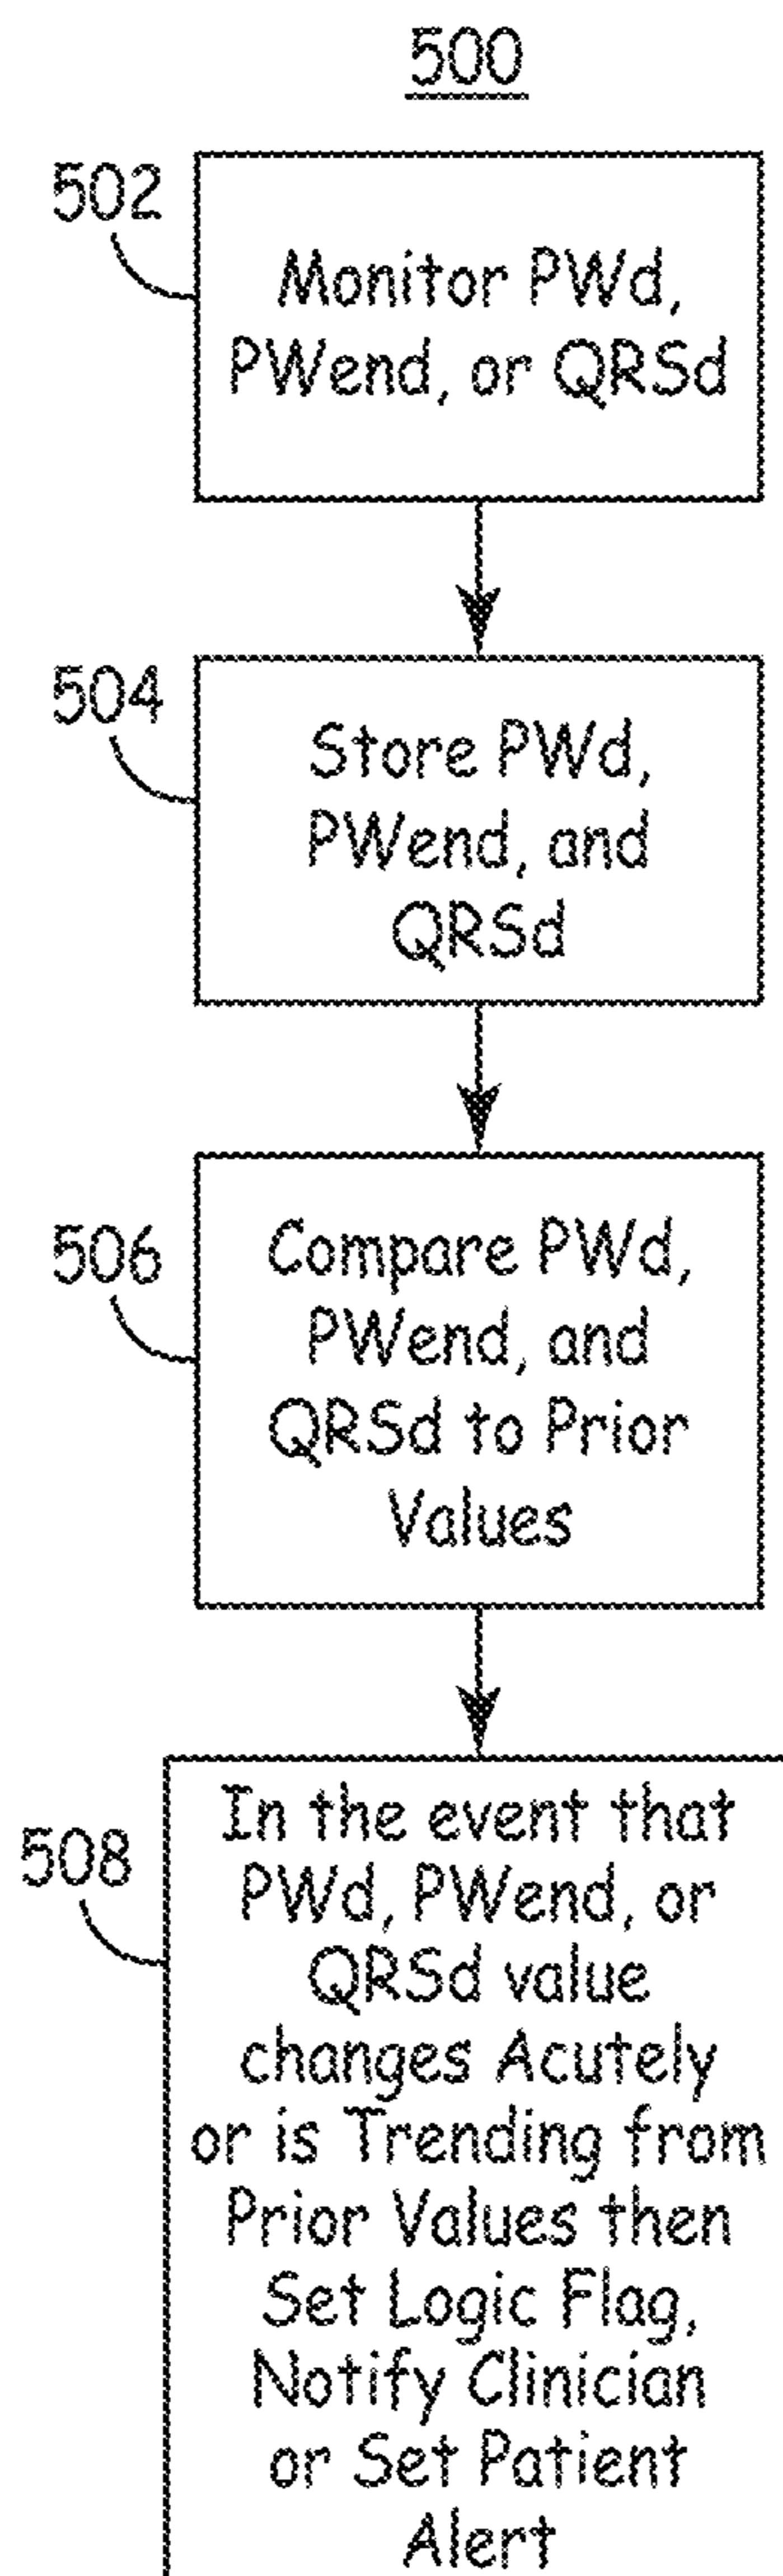 500
502
Monitor PWd,
PWend, or QRSd
504
Store PWd,
PWend, and
QRSd
506
Compare PWd,
PWend, and
QRSd to Prior
Values
508
In the event that
PWd, PWend, or
QRSd value
changes Acutely
or is Trending from
Prior Values then
Set Logic Flag,
Notify Clinician
or Set Patient
Alert